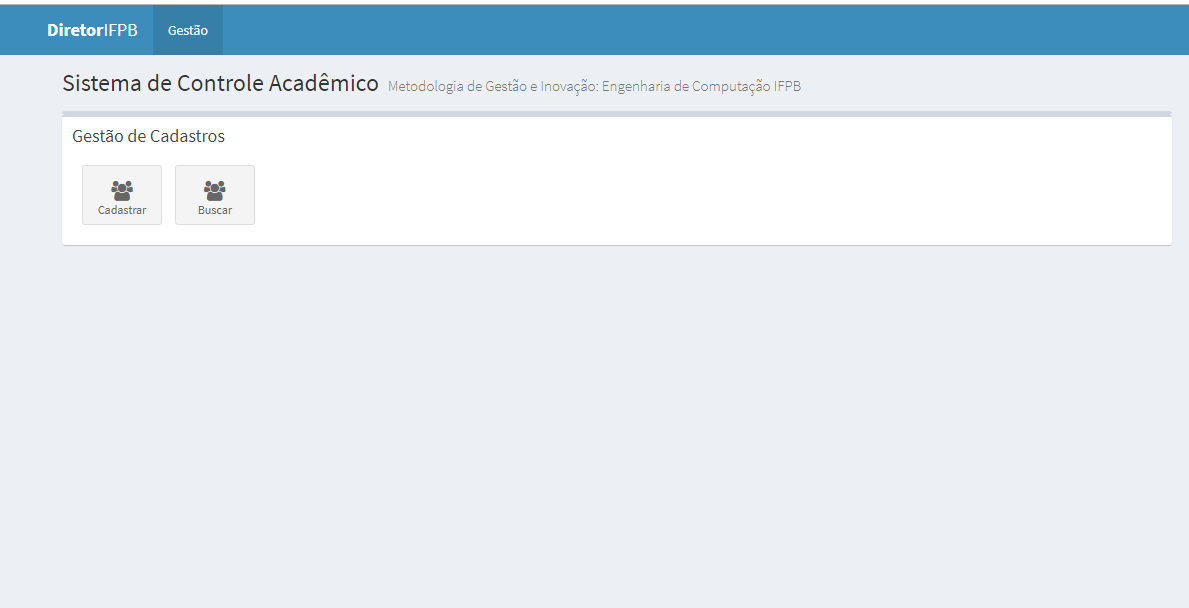 DiretorIFPB Gestão
Sistema de Controle Acadêmico Metodologia de Gestão e Inovação: Engenharia de Computação IFPB
Gestão de Cadastros
Cadastrar Buscar